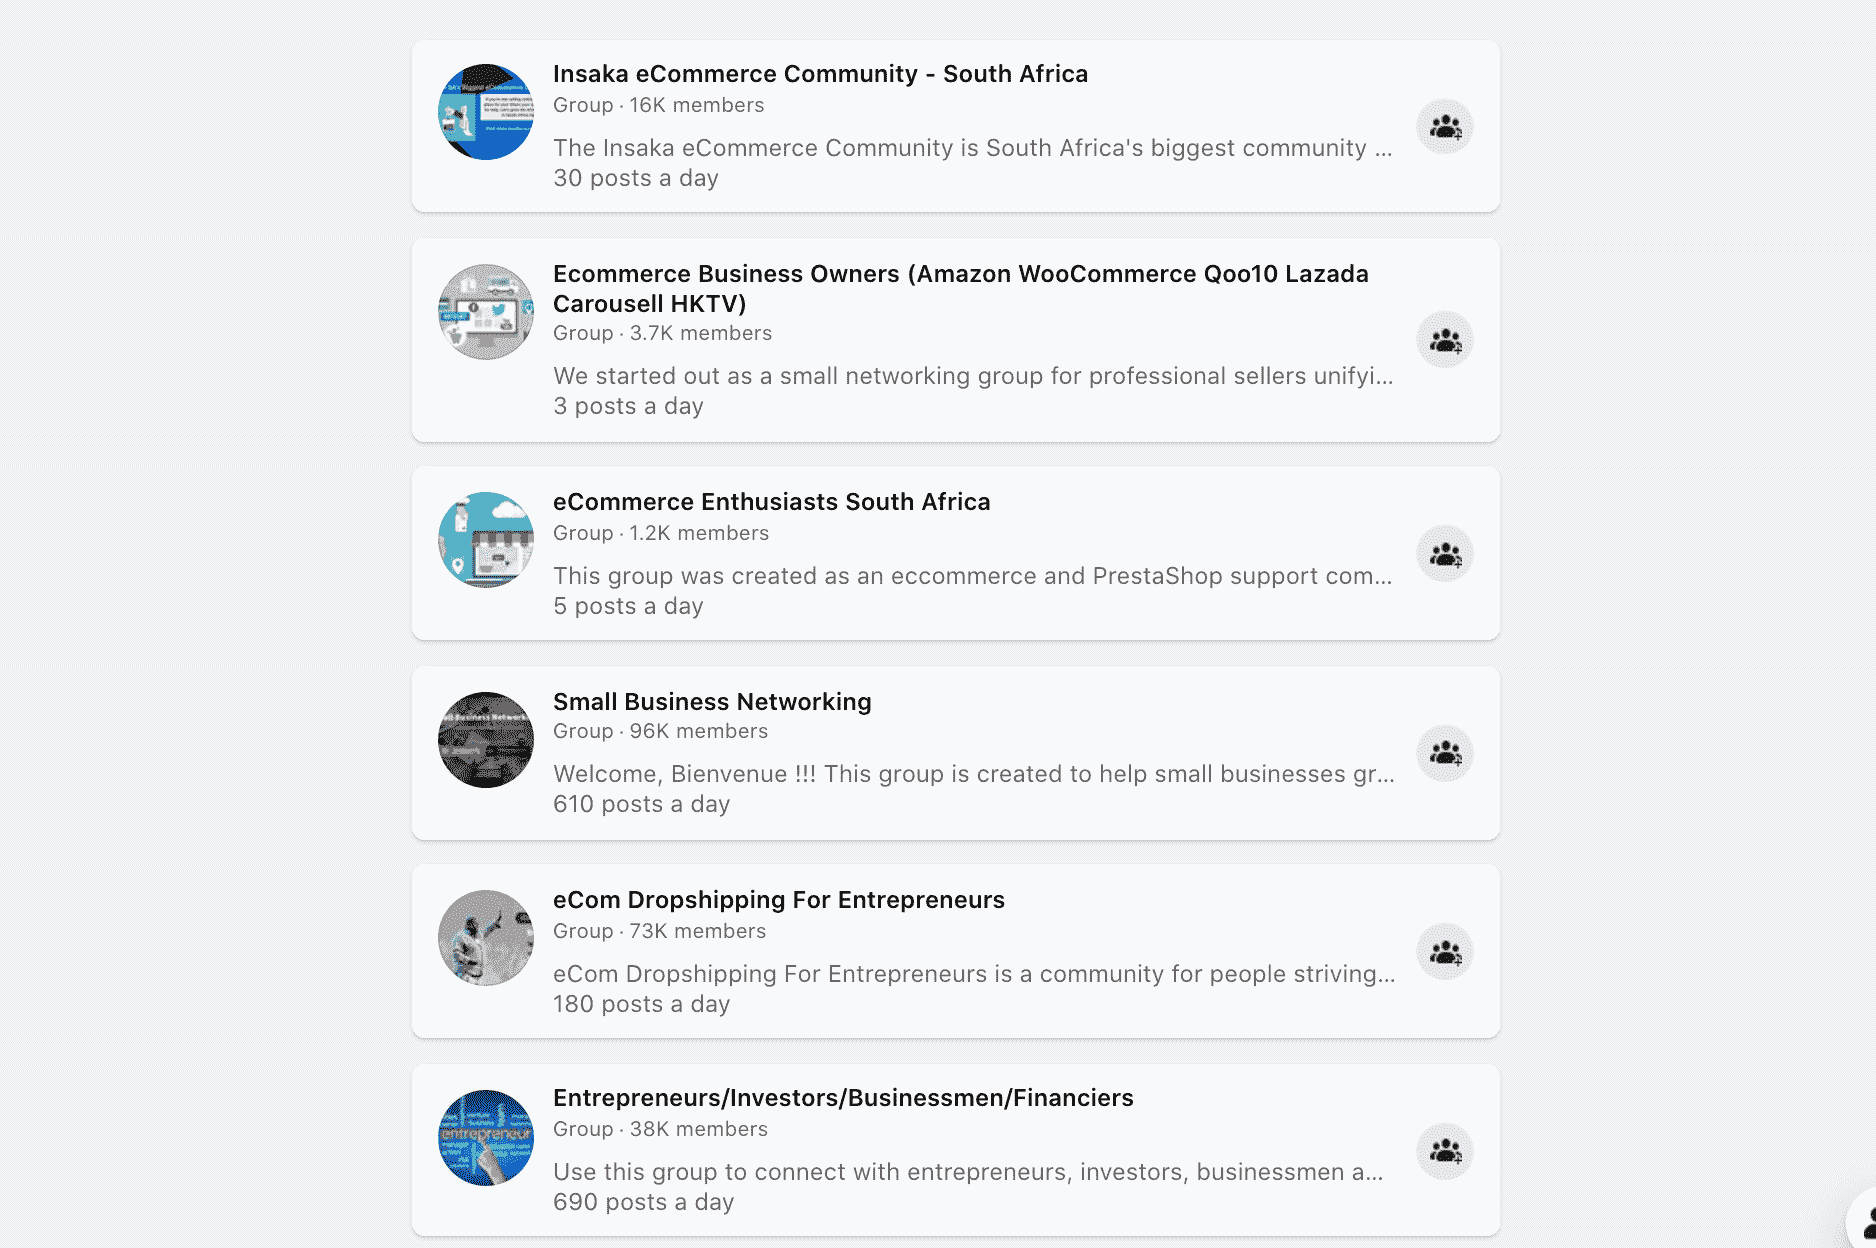 Insaka eCommerce Community - South Africa
Group · 16K members
The Insaka eCommerce Community is South Africa's biggest community ...
30 posts a day
Ecommerce Business Owners (Amazon WooCommerce Qoo10 Lazada
Carousell HKTV)
Group · 3.7K members
We started out as a small networking group for professional sellers unifyi...
3 posts a day
eCommerce Enthusiasts South Africa
Group · 1.2K members
This group was created as an eccommerce and PrestaShop support com...
5 posts a day
Small Business Networking
Group · 96K members
Welcome, Bienvenue !!! This group is created to help small businesses gr...
610 posts a day
eCom Dropshipping For Entrepreneurs
Group · 73K members
eCom Dropshipping For Entrepreneurs is a community for people striving...
180 posts a day
Entrepreneurs/Investors/Businessmen/Financiers
Group · 38K members
entrepreneur
Use this group to connect with entrepreneurs, investors, businessmen a...
690 posts a day